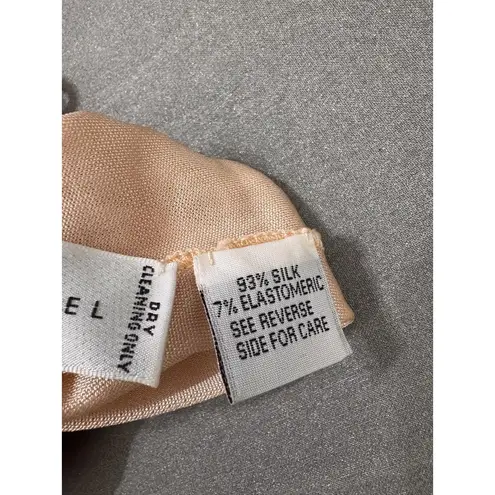 EL
DRY
CLEANING ONLY
93% SILK
7% ELASTOMERIC
SEE REVERSE
SIDE FOR CARE